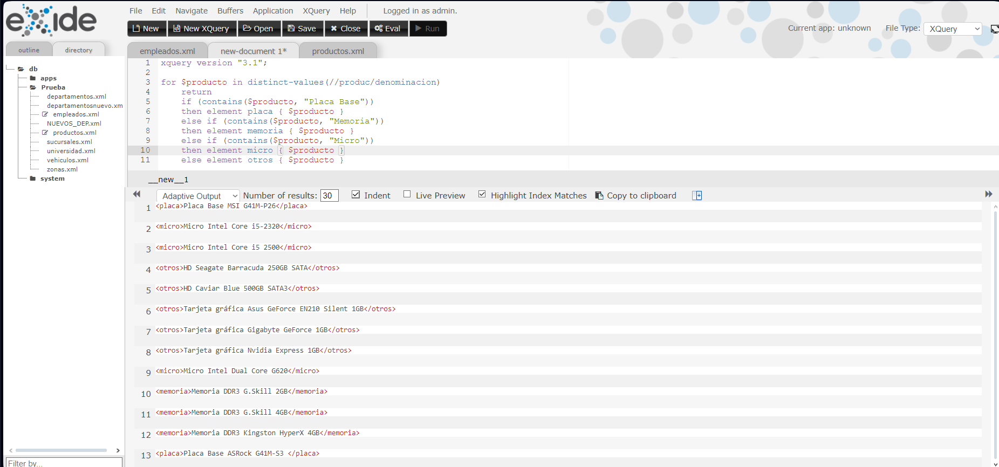 eXide
File Edit Navigate Buffers Application XQuery Help Logged in as admin.
New New XQuery Open Save Close Eval Run
Current app: unknown File Type: XQuery
outline directory
empleados.xml new-document 1* productos.xml
db
apps
Prueba
departamentos.xml
departamentosnuevo.xm
empleados.xml
NUEVOS_DEP.xml
productos.xml
sucursales.xml
universidad.xml
vehiculos.xml
zonas.xml
system
Filter by...
1 xquery version "3.1";
2
3 for $producto in distinct-values(//produc/denominacion)
4 return
5 if (contains($producto, "Placa Base"))
6 then element placa { $producto }
7 else if (contains($producto, "Memoria"))
8 then element memoria { $producto }
9 else if (contains($producto, "Micro"))
10 then element micro { $producto }
11 else element otros { $producto }
__new__1
Adaptive Output Number of results: 30 Indent Live Preview Highlight Index Matches Copy to clipboard
1 <placa>Placa Base MSI G41M-P26</placa>
2 <micro>Micro Intel Core i5-2320</micro>
3 <micro>Micro Intel Core i5 2500</micro>
4 <otros>HD Seagate Barracuda 250GB SATA</otros>
5 <otros>HD Caviar Blue 500GB SATA3</otros>
6 <otros>Tarjeta gráfica Asus GeForce EN210 Silent 1GB</otros>
7 <otros>Tarjeta gráfica Gigabyte GeForce 1GB</otros>
8 <otros>Tarjeta gráfica Nvidia Express 1GB</otros>
9 <micro>Micro Intel Dual Core G620</micro>
10 <memoria>Memoria DDR3 G.Skill 2GB</memoria>
11 <memoria>Memoria DDR3 G.Skill 4GB</memoria>
12 <memoria>Memoria DDR3 Kingston HyperX 4GB</memoria>
13 <placa>Placa Base ASRock G41M-S3 </placa>